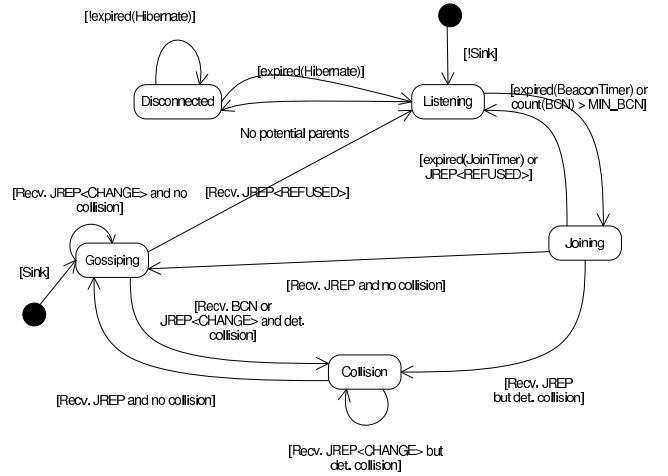 [!expired(Hibernate)]
[!Sink]
[expired(Hibernate)]
Disconnected
Listening
[expired(BeaconTimer) or
count(BCN) > MIN_BCN]
No potential parents
[expired(JoinTimer) or
JREP<REFUSED>]
[Recv. JREP<CHANGE> and no
collision]
[Recv. JREP<REFUSED>]
Joining
Gossiping
[Sink]
[Recv. JREP and no collision]
[Recv. BCN or
JREP<CHANGE> and det.
collision]
Collision
[Recv. JREP and no collision]
[Recv. JREP
but det. collision]
[Recv. JREP<CHANGE> but
det. collision]